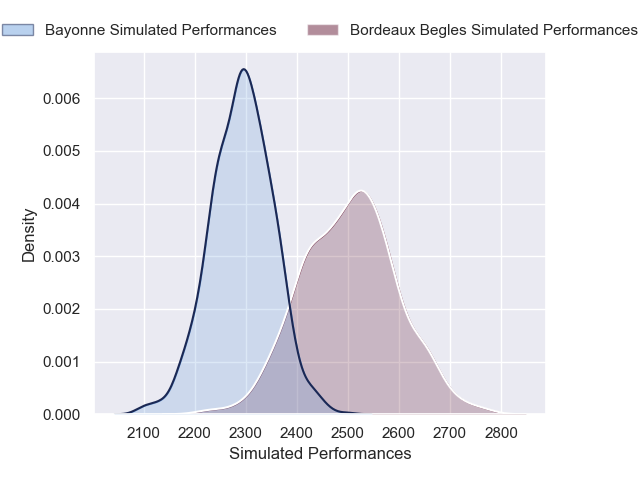 Bayonne Simulated Performances
Bordeaux Begles Simulated Performances
0.006
0.005
0.004
0.003
0.002
0.001
0.000
Density
2100 2200 2300 2400 2500 2600 2700 2800
Simulated Performances